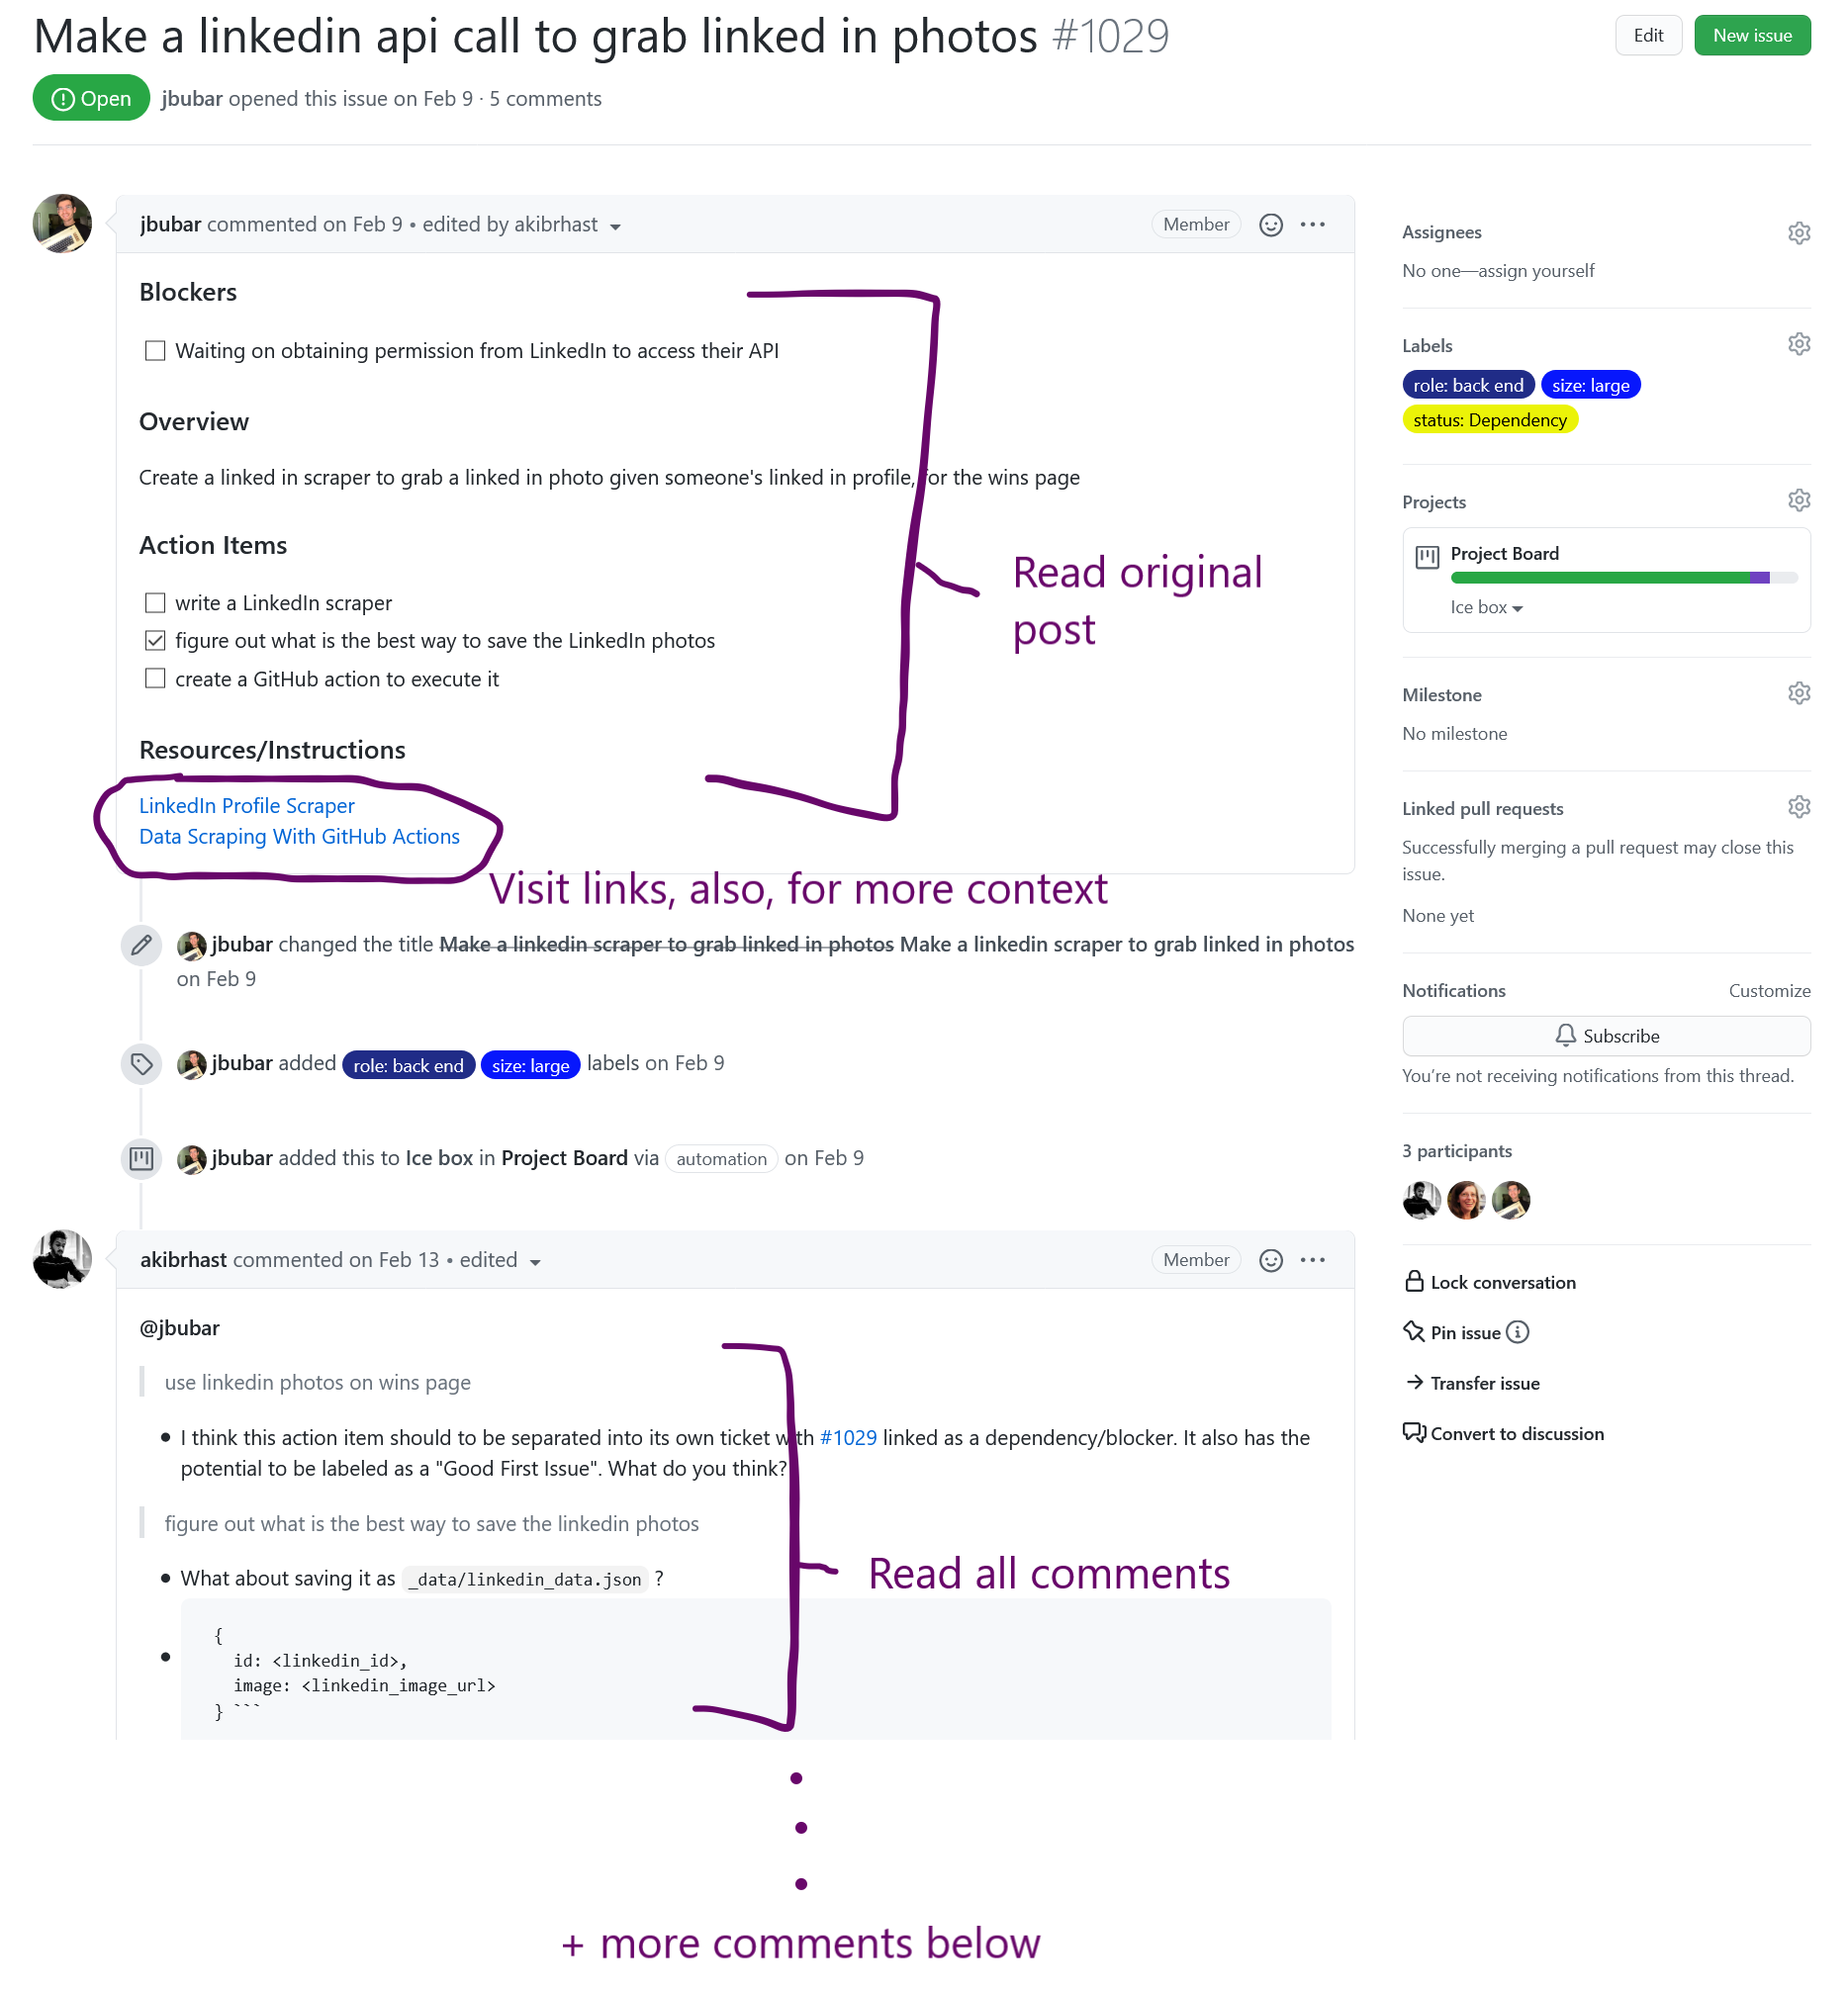 Make a linkedin api call to grab linked in photos #1029
Edit
New issue
Open
jbubar opened this issue on Feb 9 · 5 comments
jbubar commented on Feb 9 • edited by akibrhast
Member
Blockers
Waiting on obtaining permission from LinkedIn to access their API
Overview
Create a linked in scraper to grab a linked in photo given someone's linked in profile, for the wins page
Action Items
write a LinkedIn scraper
figure out what is the best way to save the LinkedIn photos
create a GitHub action to execute it
Read original
post
Resources/Instructions
LinkedIn Profile Scraper
Data Scraping With GitHub Actions
Visit links, also, for more context
jbubar changed the title Make a linkedin scraper to grab linked in photos Make a linkedin scraper to grab linked in photos
on Feb 9
jbubar added role: back end size: large labels on Feb 9
jbubar added this to Ice box in Project Board via automation on Feb 9
akibrhast commented on Feb 13 • edited
Member
@jbubar
use linkedin photos on wins page
• I think this action item should to be separated into its own ticket with #1029 linked as a dependency/blocker. It also has the
potential to be labeled as a "Good First Issue". What do you think?
figure out what is the best way to save the linkedin photos
• What about saving it as _data/linkedin_data.json ?
{
id: <linkedin_id>,
image: <linkedin_image_url>
} ```
Read all comments
+ more comments below
Assignees
No one—assign yourself
Labels
role: back end size: large
status: Dependency
Projects
Project Board
Ice box
Milestone
No milestone
Linked pull requests
Successfully merging a pull request may close this
issue.
None yet
Notifications
Customize
Subscribe
You're not receiving notifications from this thread.
3 participants
Lock conversation
Pin issue
Transfer issue
Convert to discussion